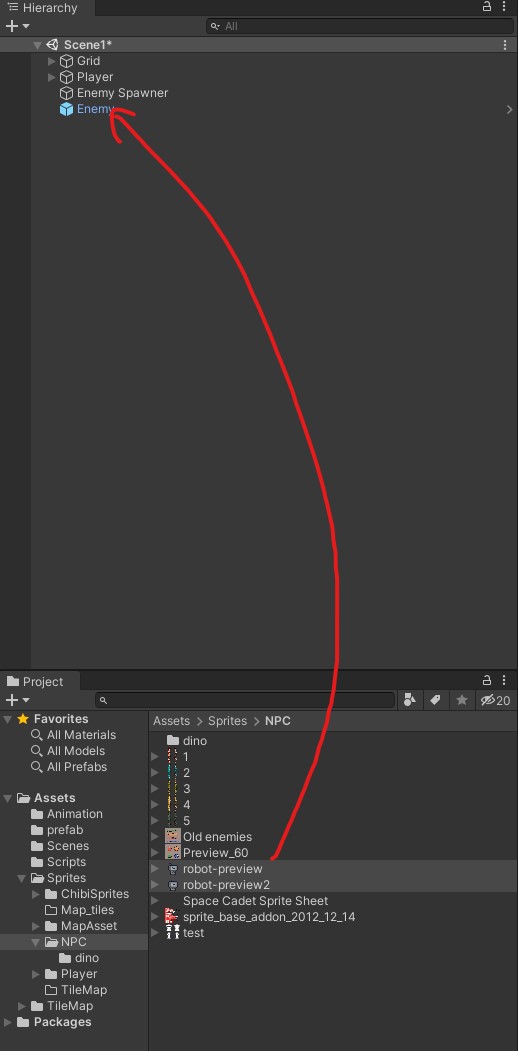 Hierarchy
All
Scene1*
Grid
Player
Enemy Spawner
Enemy
Project
20
Favorites
All Materials
All Models
All Prefabs
Assets
Animation
prefab
Scenes
Scripts
Sprites
ChibiSprites
Map_tiles
MapAsset
NPC
dino
Player
TileMap
TileMap
Packages
Assets > Sprites > NPC
dino
1
2
3
4
5
Old enemies
Preview_60
robot-preview
robot-preview2
Space Cadet Sprite Sheet
sprite_base_addon_2012_12_14
test